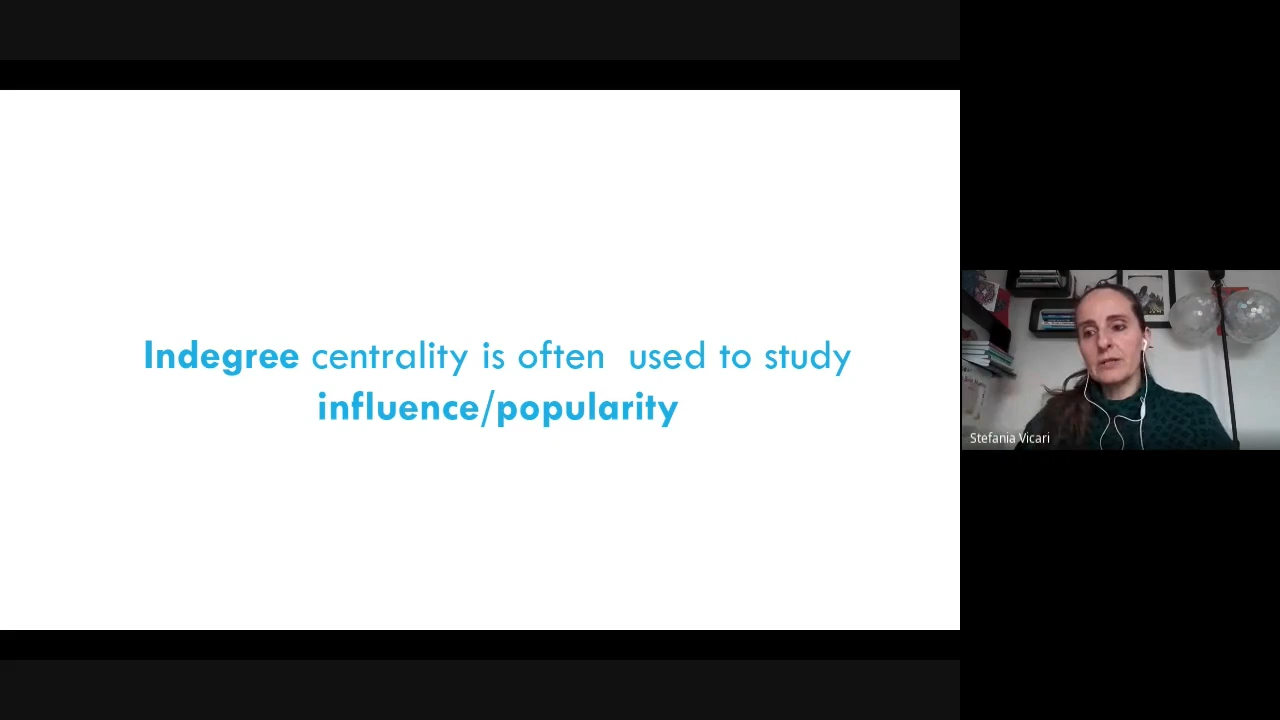 Indegree centrality is often  used to study
influence/popularity
Stefania Vicari